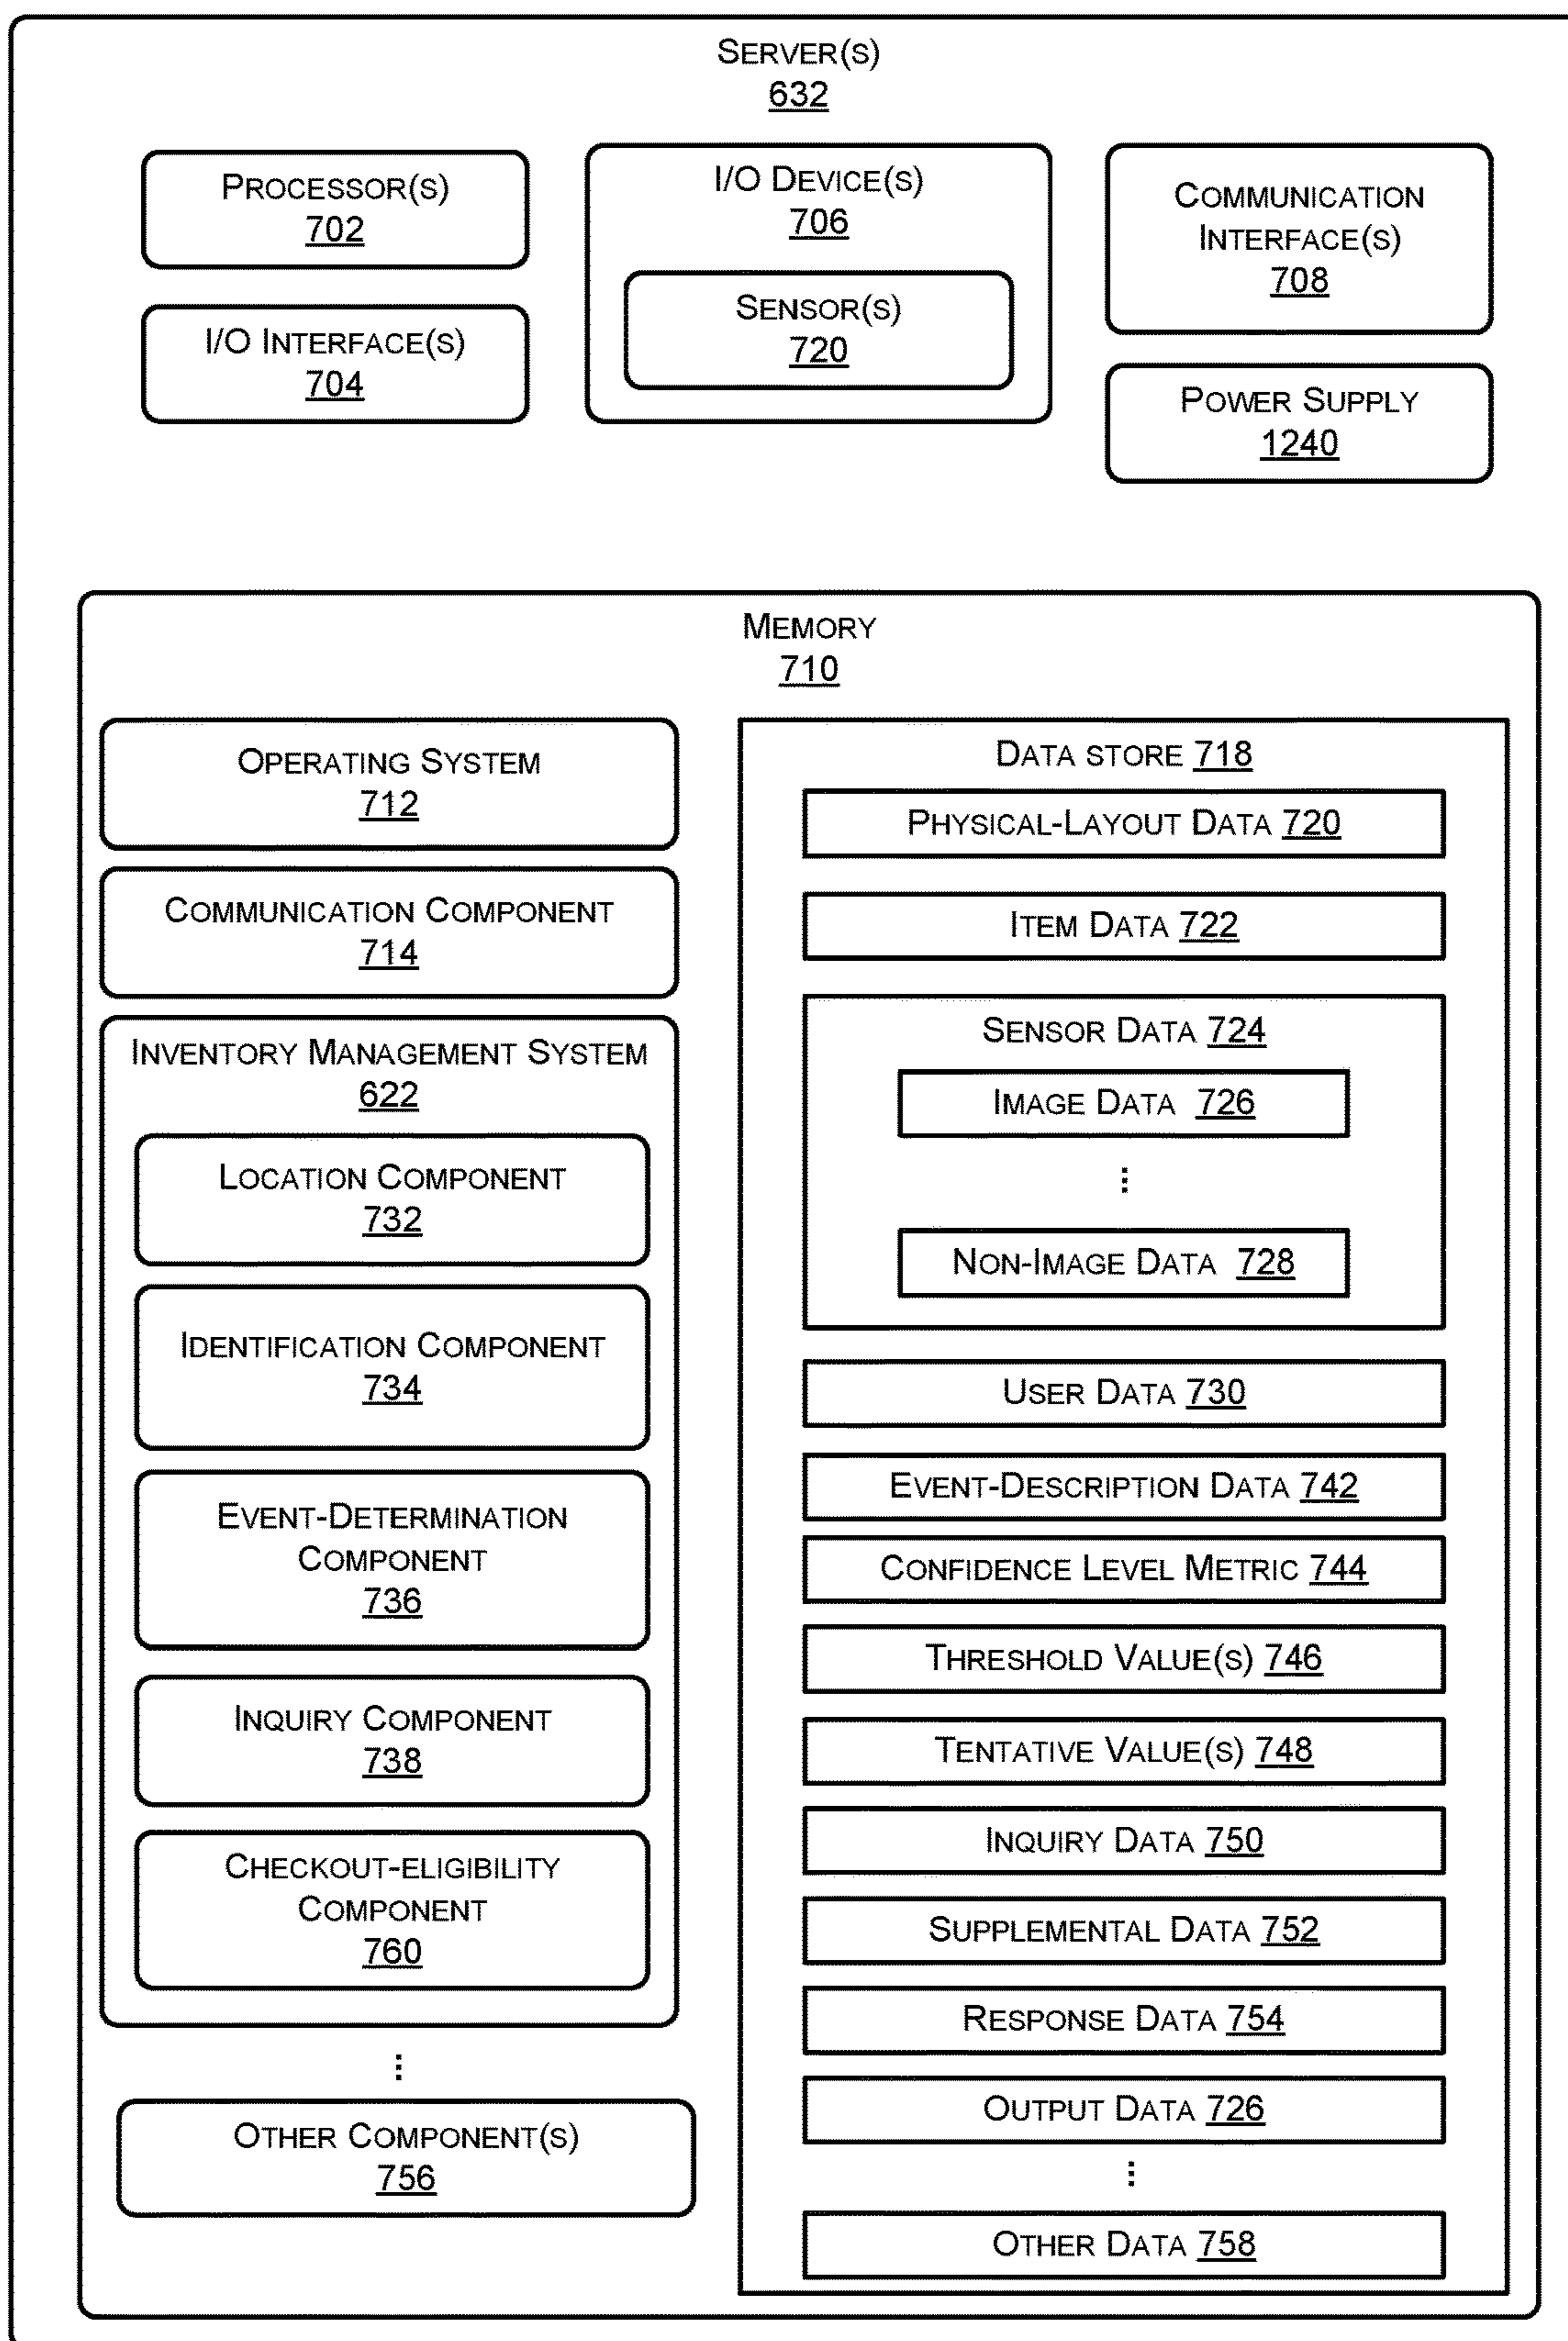 SERVER(S)
632
PROCESSOR(S)
702
I/O INTERFACE(S)
704
I/O DEVICE(S)
706
SENSOR(S)
720
COMMUNICATION
INTERFACE(S)
708
POWER SUPPLY
1240
MEMORY
710
OPERATING SYSTEM
712
COMMUNICATION COMPONENT
714
INVENTORY MANAGEMENT SYSTEM
622
LOCATION COMPONENT
732
IDENTIFICATION COMPONENT
734
EVENT-DETERMINATION
COMPONENT
736
INQUIRY COMPONENT
738
CHECKOUT-ELIGIBILITY
COMPONENT
760
⋮
OTHER COMPONENT(S)
756
DATA STORE 718
PHYSICAL-LAYOUT DATA 720
ITEM DATA 722
SENSOR DATA 724
IMAGE DATA 726
⋮
NON-IMAGE DATA 728
USER DATA 730
EVENT-DESCRIPTION DATA 742
CONFIDENCE LEVEL METRIC 744
THRESHOLD VALUE(S) 746
TENTATIVE VALUE(S) 748
INQUIRY DATA 750
SUPPLEMENTAL DATA 752
RESPONSE DATA 754
OUTPUT DATA 726
⋮
OTHER DATA 758